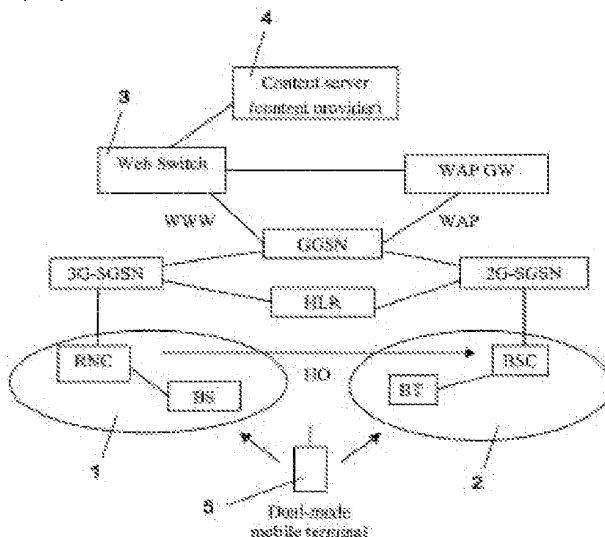 4
Content server
(content provider)
3
Web Switch
WAP GW
WWW
WAP
GGSN
3G-SGSN
2G-SGSN
HLR
RNC
BSC
HO
BS
BT
1
2
5
Dual-mode
mobile terminal